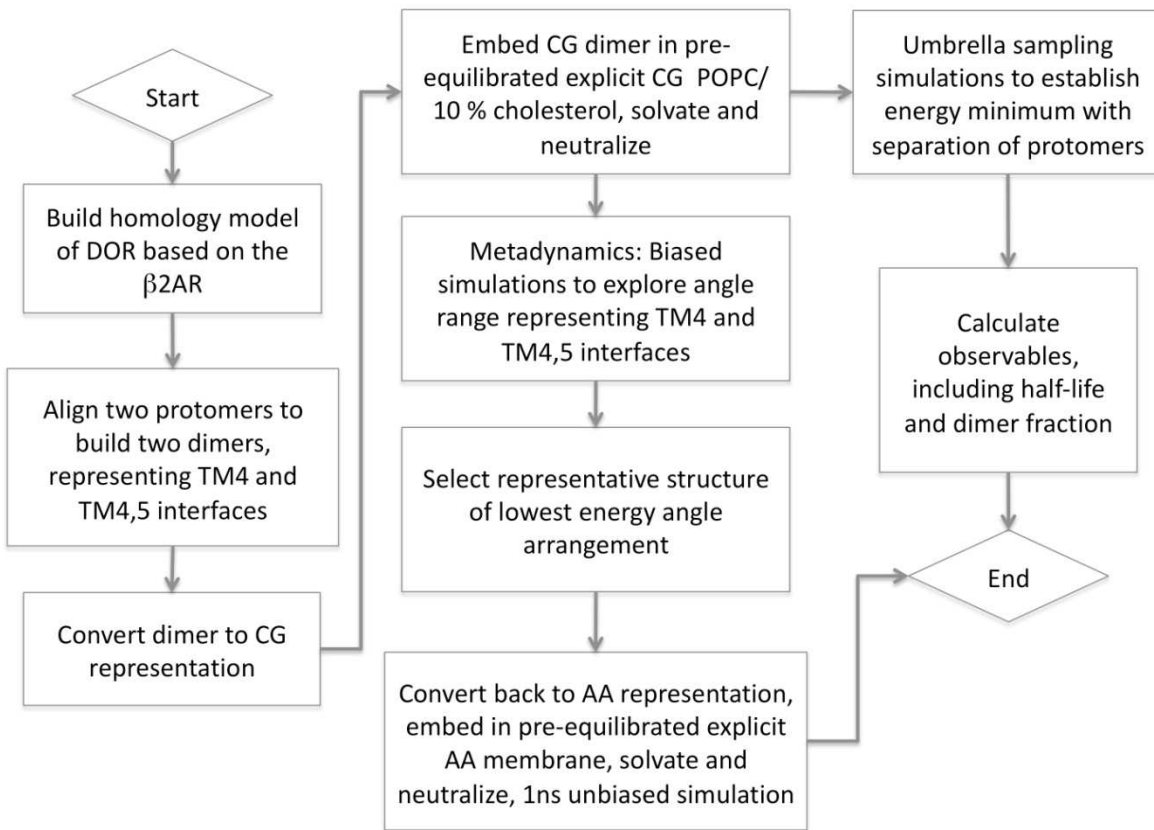 Start
Build homology model
of DOR based on the
β2AR
Align two protomers to
build two dimers,
representing TM4 and
TM4,5 interfaces
Convert dimer to CG
representation
Embed CG dimer in pre-
equilibrated explicit CG POPC/
10 % cholesterol, solvate and
neutralize
Metadynamics: Biased
simulations to explore angle
range representing TM4 and
TM4,5 interfaces
Select representative structure
of lowest energy angle
arrangement
Convert back to AA representation,
embed in pre-equilibrated explicit
AA membrane, solvate and
neutralize, 1ns unbiased simulation
Umbrella sampling
simulations to establish
energy minimum with
separation of protomers
Calculate
observables,
including half-life
and dimer fraction
End